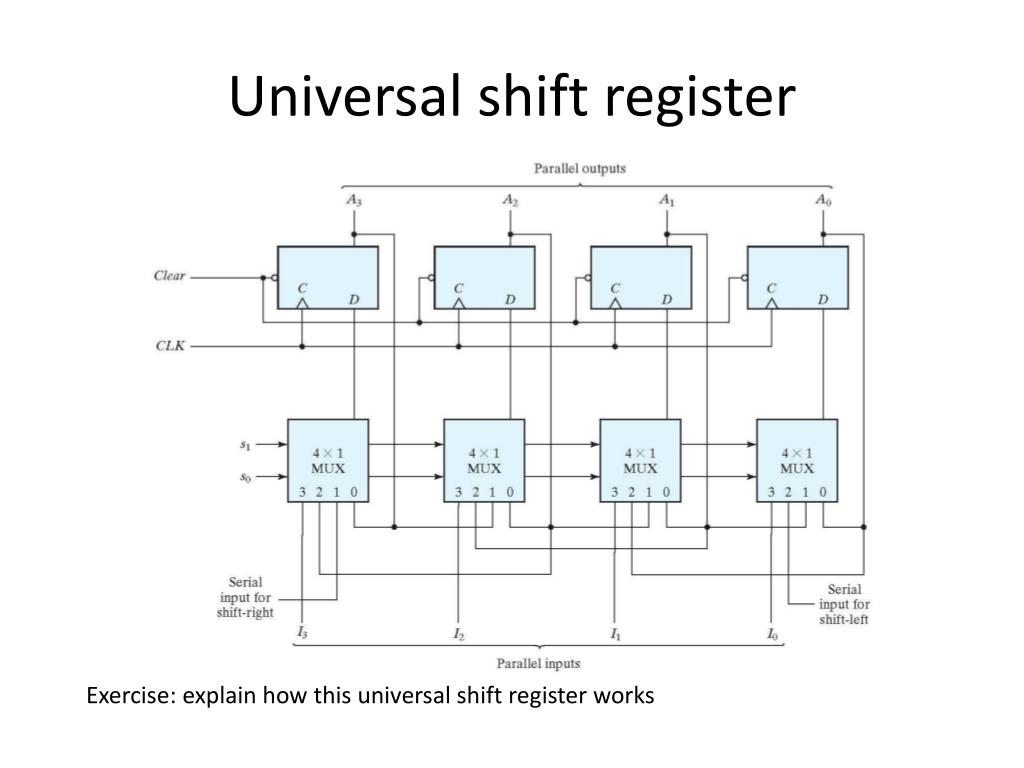 Universal shift register
Parallel outputs
A3 A2 A1 A0
Clear
C D C D C D C D
CLK
s1
4 × 1 4 × 1 4 × 1 4 × 1
MUX MUX MUX MUX
s0
3 2 1 0 3 2 1 0 3 2 1 0 3 2 1 0
Serial
input for
shift-right
Serial
input for
shift-left
I3 I2 I1 I0
Parallel inputs
Exercise: explain how this universal shift register works